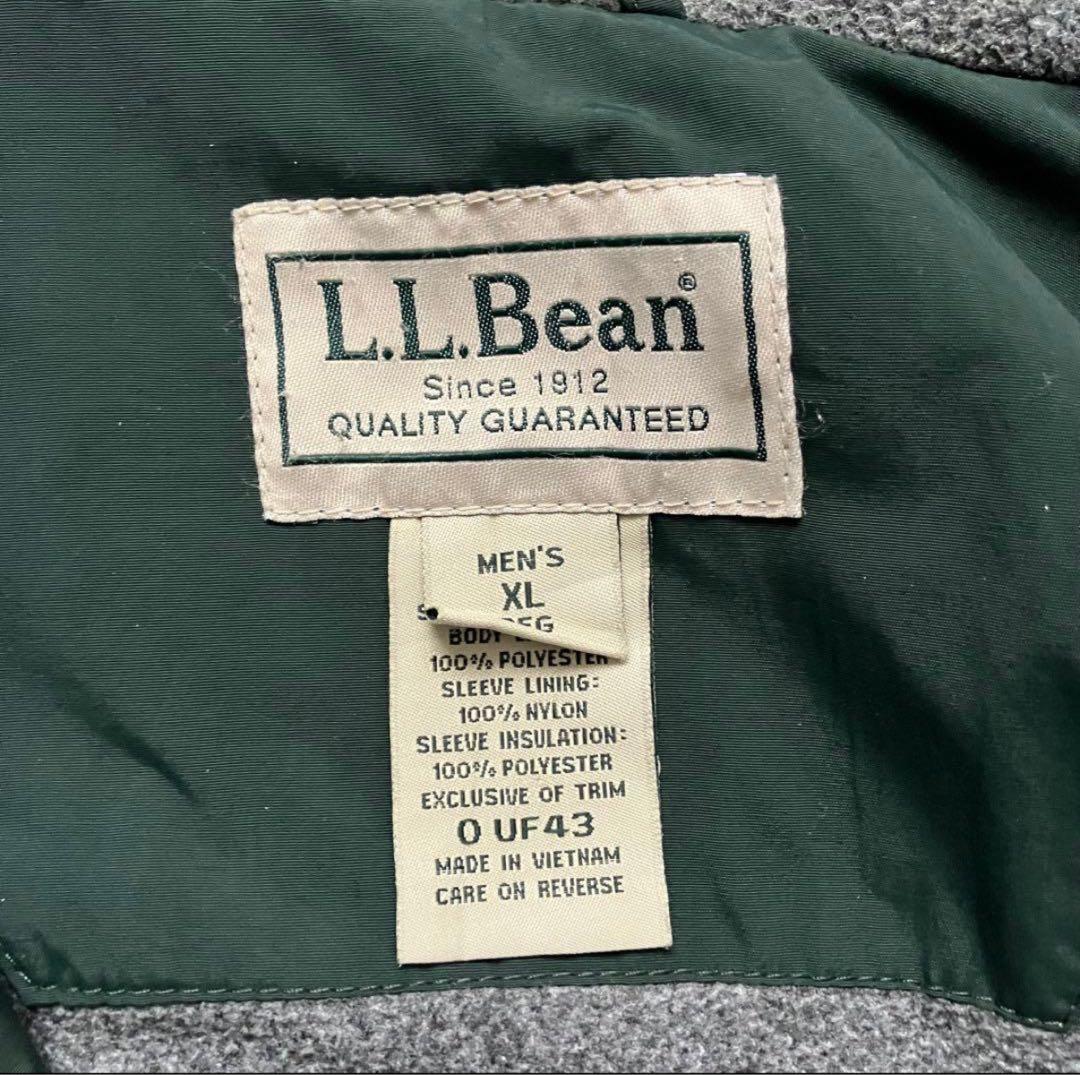 L.L.Bean®
Since 1912
QUALITY GUARANTEED
MEN'S
XL
BODY
100% POLYESTER
SLEEVE LINING:
100% NYLON
SLEEVE INSULATION:
100% POLYESTER
EXCLUSIVE OF TRIM
0 UF43
MADE IN VIETNAM
CARE ON REVERSE